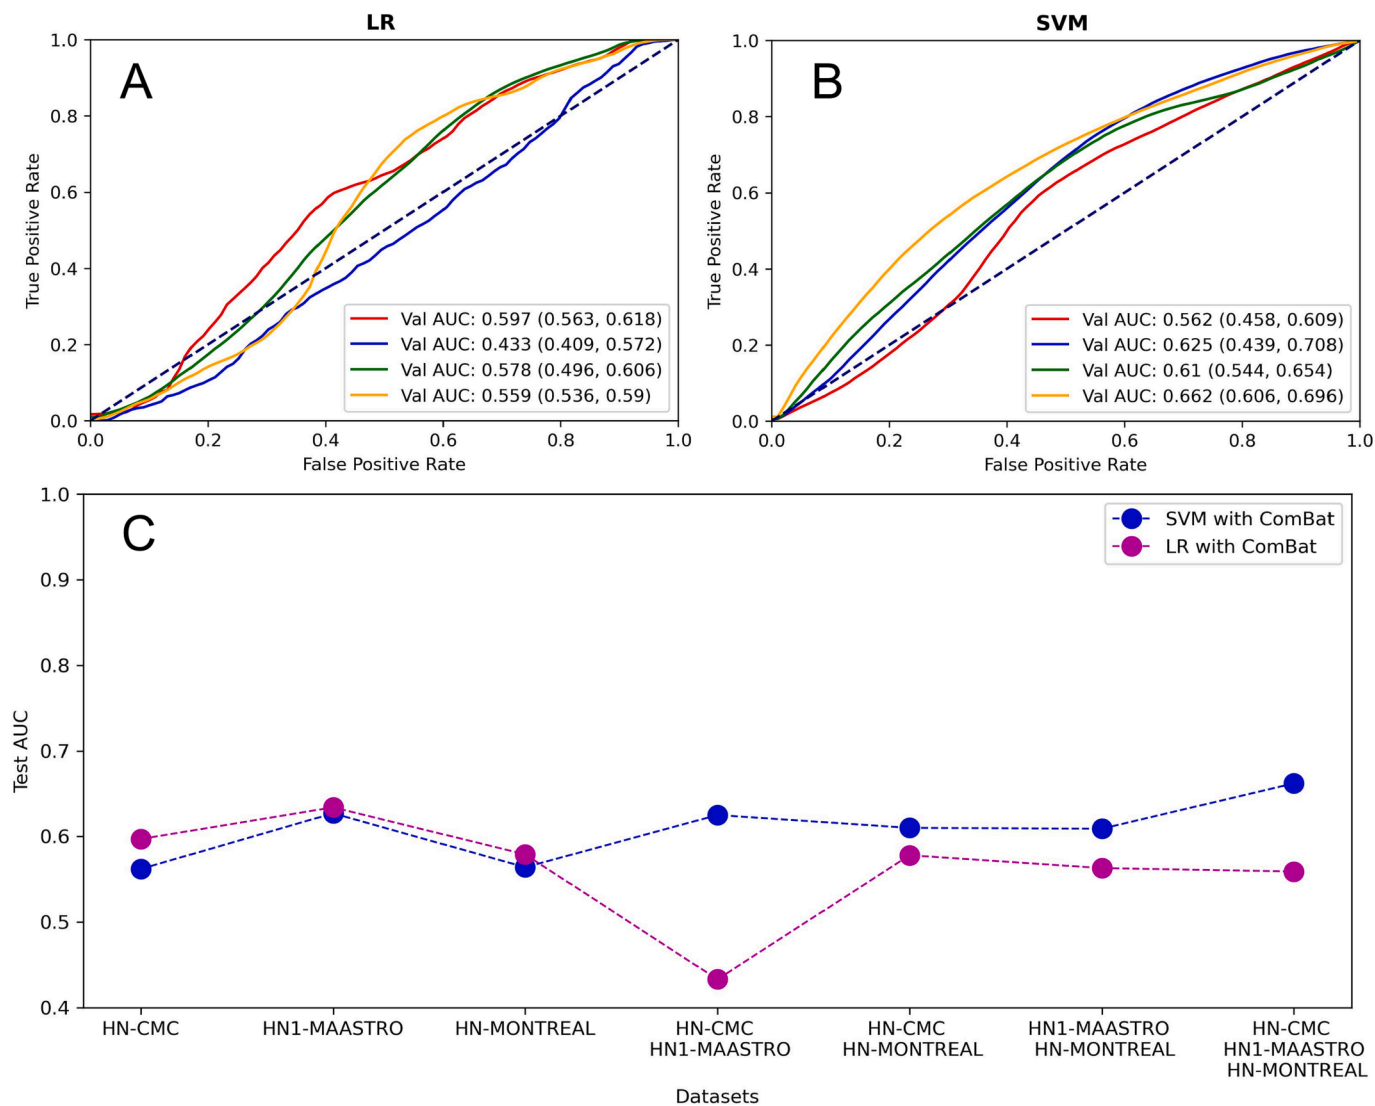 LR
A
1.0
0.8
0.6
0.4
0.2
0.0
True Positive Rate
Val AUC: 0.597 (0.563, 0.618)
Val AUC: 0.433 (0.409, 0.572)
Val AUC: 0.578 (0.496, 0.606)
Val AUC: 0.559 (0.536, 0.59)
0.0 0.2 0.4 0.6 0.8 1.0
False Positive Rate
SVM
B
1.0
0.8
0.6
0.4
0.2
0.0
True Positive Rate
Val AUC: 0.562 (0.458, 0.609)
Val AUC: 0.625 (0.439, 0.708)
Val AUC: 0.61 (0.544, 0.654)
Val AUC: 0.662 (0.606, 0.696)
0.0 0.2 0.4 0.6 0.8 1.0
False Positive Rate
C
SVM with ComBat
LR with ComBat
1.0
0.9
0.8
0.7
0.6
0.5
0.4
Test AUC
HN-CMC
HN1-MAASTRO
HN-MONTREAL
HN-CMC
HN1-MAASTRO
HN-CMC
HN-MONTREAL
HN1-MAASTRO
HN-MONTREAL
HN-CMC
HN1-MAASTRO
HN-MONTREAL
Datasets